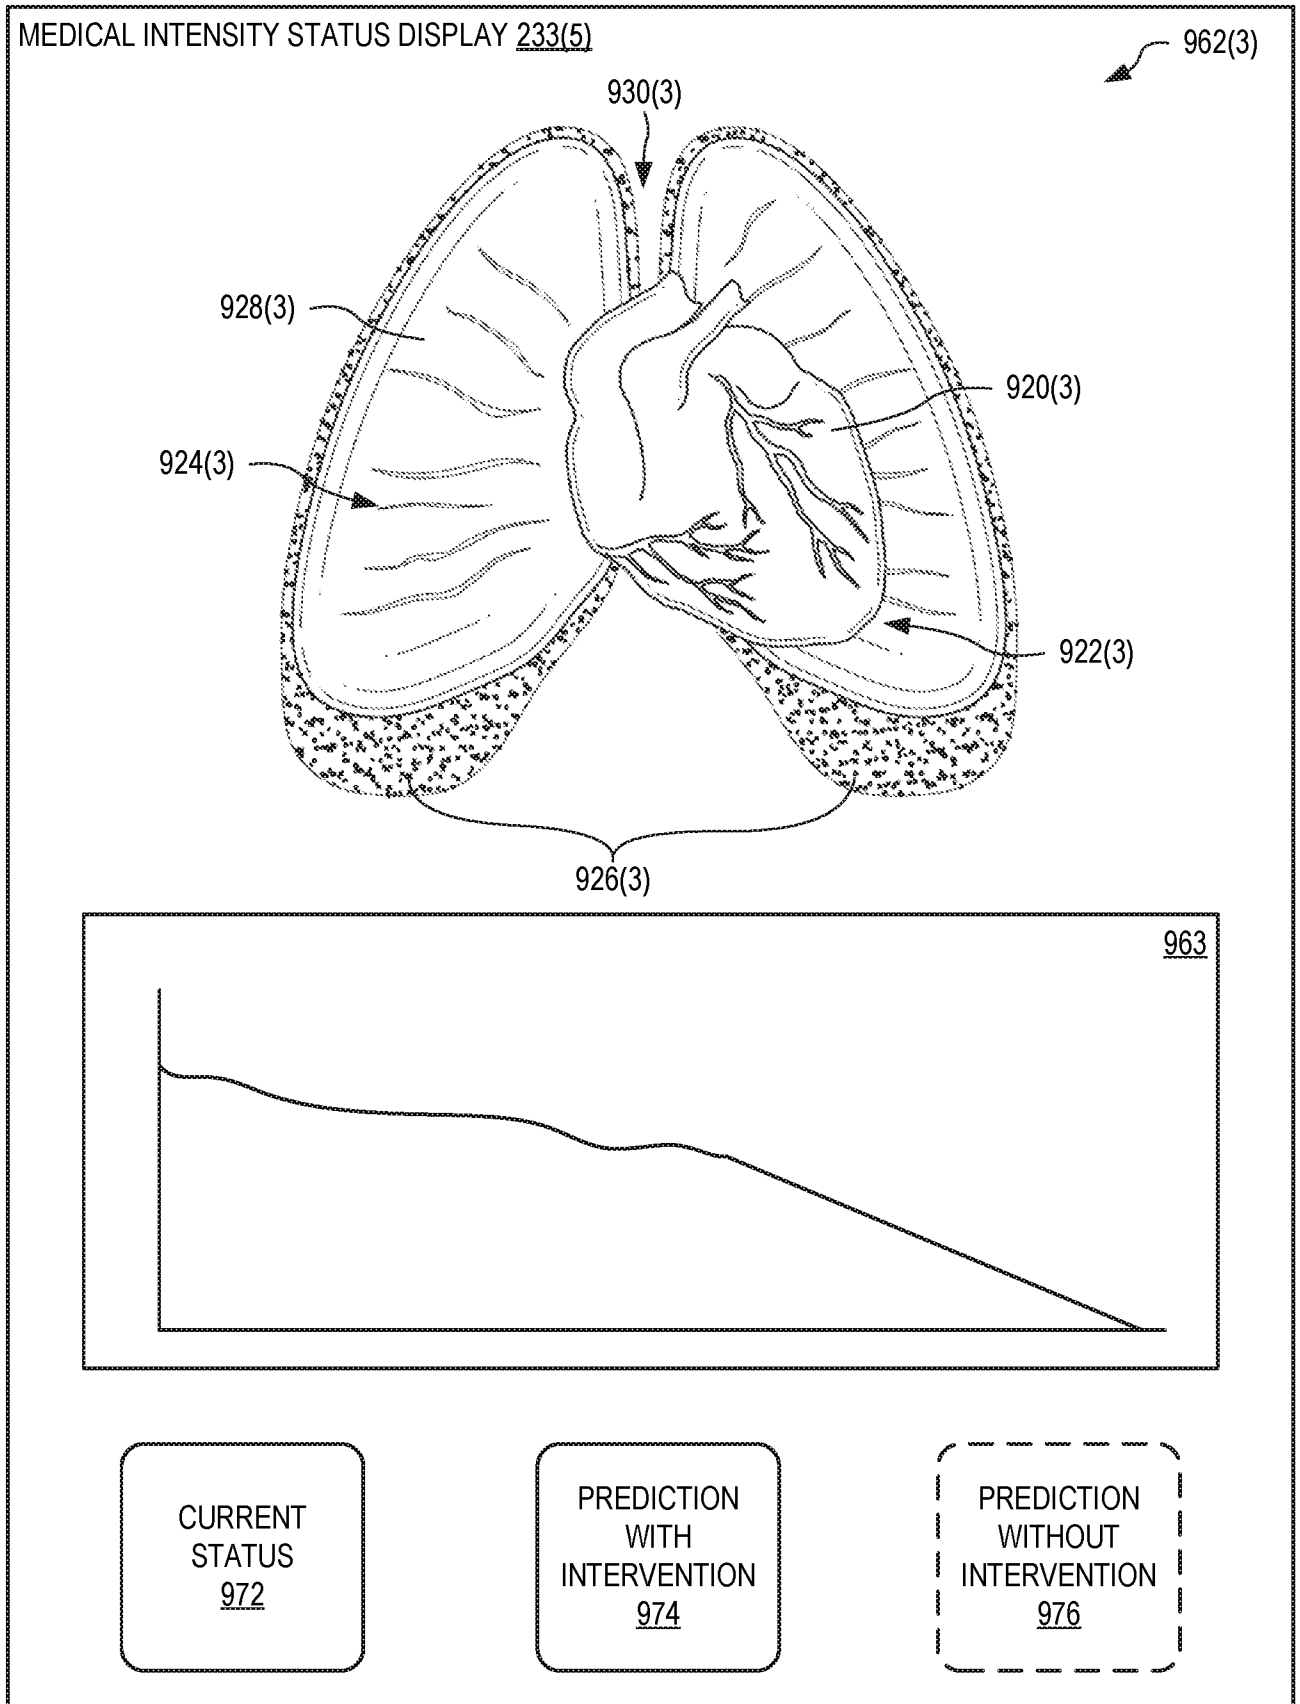 MEDICAL INTENSITY STATUS DISPLAY 233(5)
962(3)
930(3)
928(3)
920(3)
924(3)
922(3)
926(3)
963
CURRENT
STATUS
972
PREDICTION
WITH
INTERVENTION
974
PREDICTION
WITHOUT
INTERVENTION
976